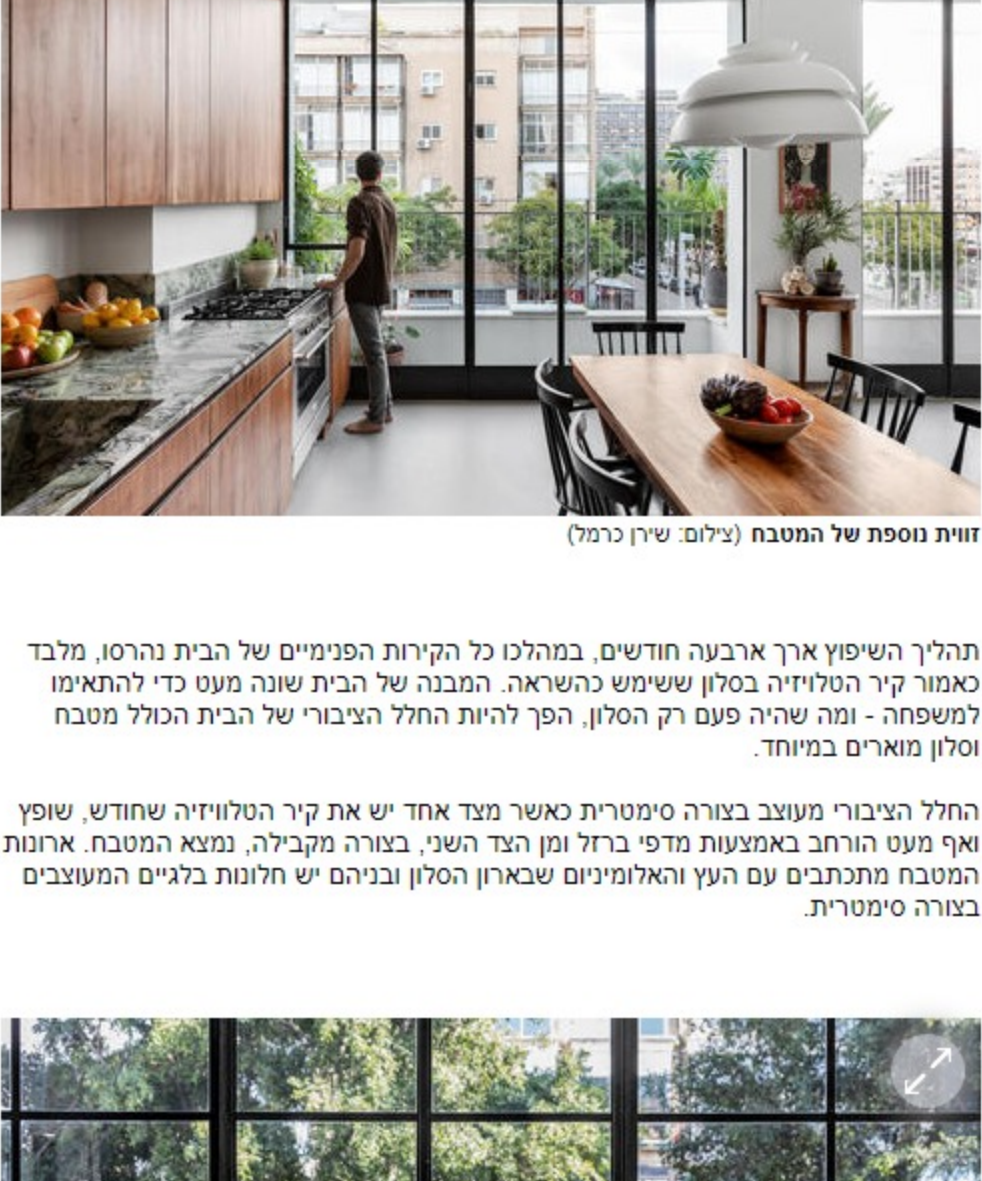 זווית נוספת של המטבח (צילום: שירן כרמל)
תהליך השיפוץ ארך ארבעה חודשים, במהלכו כל הקירות הפנימיים של הבית נהרסו, מלבד
כאמור קיר הטלויזיה בסלון ששימש כהשראה. המבנה של הבית שונה מעט כדי להתאימו
למשפחה - ומה שהיה פעם רק הסלון, הפך להיות החלל הציבורי של הבית הכולל מטבח
וסלון מוארים במיוחד.
החלל הציבורי מעוצב בצורה סימטרית כאשר מצד אחד יש את קיר הטלוויזיה שחודש, שופץ
ואף מעט הורחב באמצעות מדפי ברזל ומן הצד השני, בצורה מקבילה, נמצא המטבח. ארונות
המטבח מתכתבים עם העץ והאלומיניום שבארון הסלון ובניהם יש חלונות בלגיים המעוצבים
בצורה סימטרית.